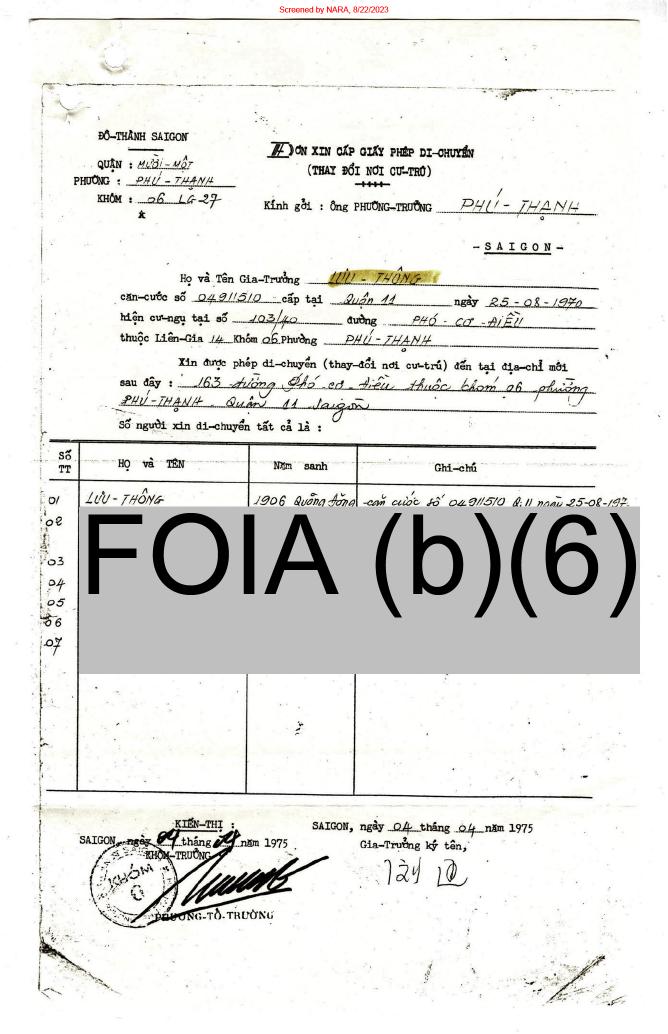 Screened by NARA, 8/22/2023
ĐÔ-THÀNH SAIGON
QUẬN : MƯỜI-MỘT
PHƯỜNG : PHÚ-THẠNH
KHÓM : 06 LG 27
ĐƠN XIN CẤP GIẤY PHÉP DI-CHUYỂN
(THAY ĐỔI NƠI CƯ-TRÚ)
Kính gởi : Ông PHƯỜNG-TRƯỞNG PHÚ-THẠNH
- SAIGON -
Họ và Tên Gia-Trưởng LƯU - THÔNG
căn-cước số 04911510 cấp tại Quận 11 ngày 25-08-1970
hiện cư-ngụ tại số 103/40 đường PHÓ-CƠ-ĐIỀU
thuộc Liên-Gia 14 Khóm 06 Phường PHÚ-THẠNH
Xin được phép di-chuyển (thay-đổi nơi cư-trú) đến tại địa-chỉ mới
sau đây : 163 đường Phó cơ điều thuộc khóm 06 phường
PHÚ-THẠNH Quận 11 Saigòn
Số người xin di-chuyển tất cả là :
Số TT HỌ và TÊN Năm sanh Ghi-chú
01 LƯU-THÔNG 1906 Quảng đông -căn cước số 04911510 Q.11 ngày 25-08-197
02
03
04
05
06
07
FOIA (b)(6)
KIẾN-THỊ :
SAIGON, ngày 04 tháng 04 năm 1975
KHÓM-TRƯỞNG
PHƯỜNG-TÔ-TRƯỜNG
SAIGON, ngày 04 tháng 04 năm 1975
Gia-Trưởng ký tên,